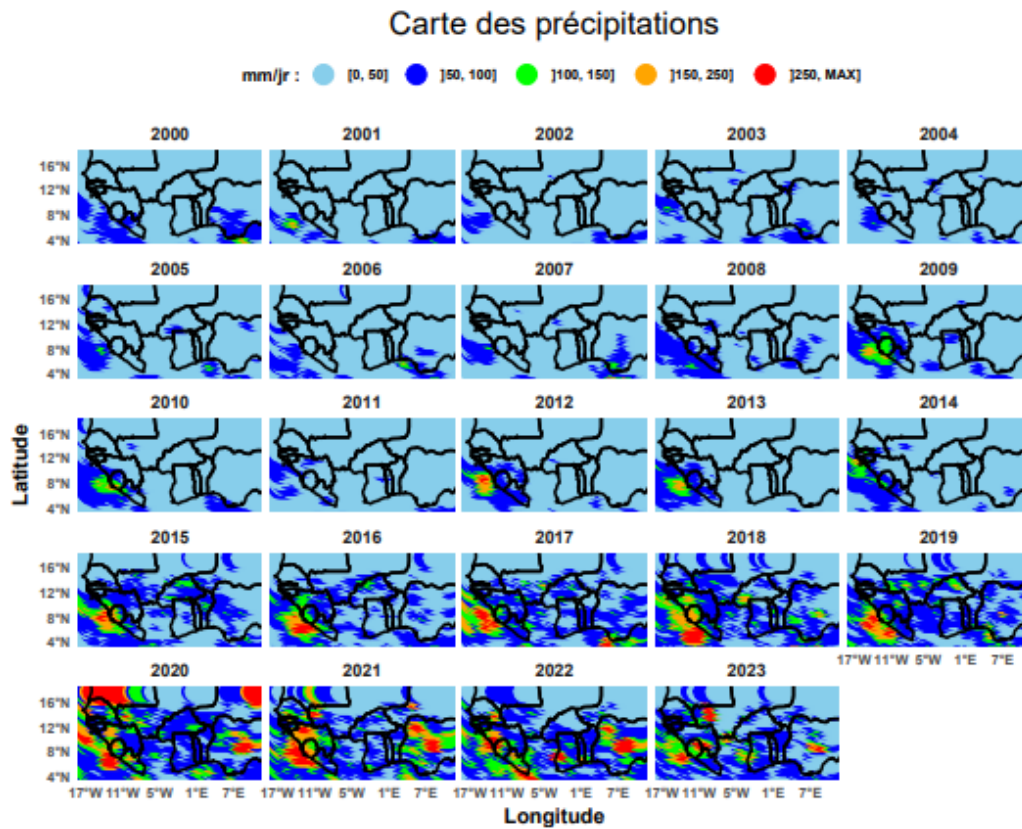 Carte des précipitations
mm/jr : [0, 50] ]50, 100] ]100, 150] ]150, 250] ]250, MAX]
2000 2001 2002 2003 2004
16°N
12°N
8°N
4°N
2005 2006 2007 2008 2009
16°N
12°N
8°N
4°N
2010 2011 2012 2013 2014
16°N
12°N
8°N
4°N
Latitude
2015 2016 2017 2018 2019
16°N
12°N
8°N
4°N
17°W 11°W 5°W 1°E 7°E
2020 2021 2022 2023
16°N
12°N
8°N
4°N
17°W 11°W 5°W 1°E 7°E 17°W 11°W 5°W 1°E 7°E 17°W 11°W 5°W 1°E 7°E 17°W 11°W 5°W 1°E 7°E
Longitude